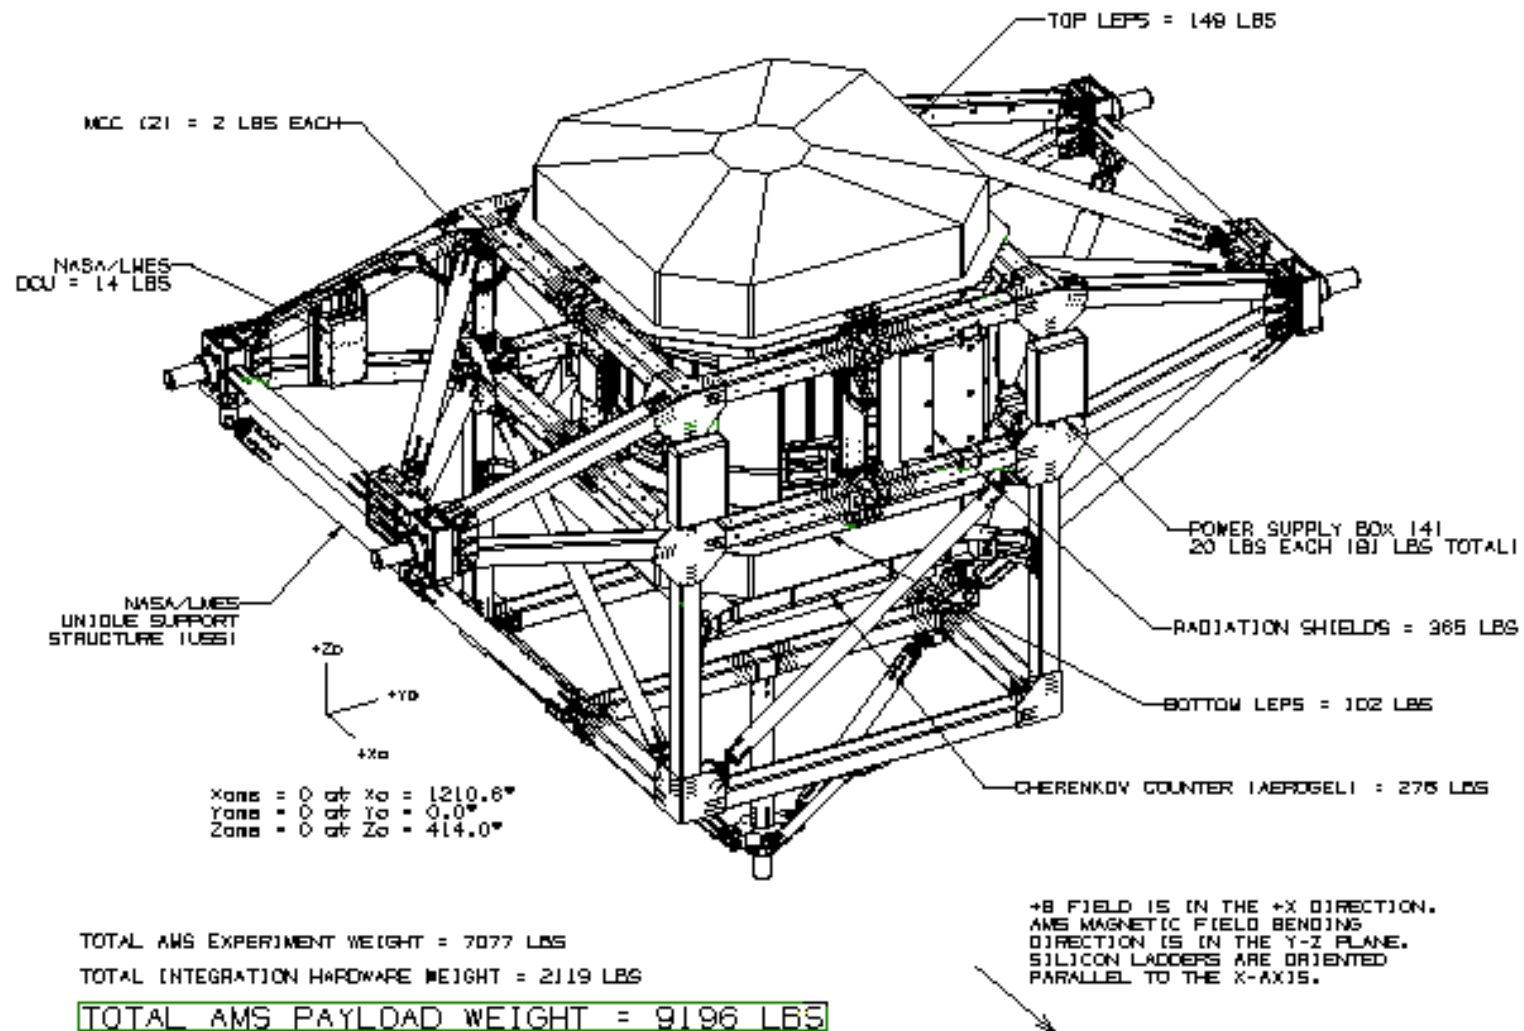 TOP LEPS = 149 LBS
MCC (2) = 2 LBS EACH
NASA/LMES
DCU = 14 LBS
POWER SUPPLY BOX (4)
20 LBS EACH (81 LBS TOTAL)
NASA/LMES
UNIQUE SUPPORT
STRUCTURE (USS)
RADIATION SHIELDS = 365 LBS
+Zo
+Yo
+Xo
BOTTOM LEPS = 102 LBS
CHERENKOV COUNTER (AEROGEL) = 276 LBS
Xams = 0 at Xo = 1210.6"
Yams = 0 at Yo = 0.0"
Zams = 0 at Zo = 414.0"
+B FIELD IS IN THE +X DIRECTION.
AMS MAGNETIC FIELD BENDING
DIRECTION IS IN THE Y-Z PLANE.
SILICON LADDERS ARE ORIENTED
PARALLEL TO THE X-AXIS.
TOTAL AMS EXPERIMENT WEIGHT = 7077 LBS
TOTAL INTEGRATION HARDWARE WEIGHT = 2119 LBS
TOTAL AMS PAYLOAD WEIGHT = 9196 LBS